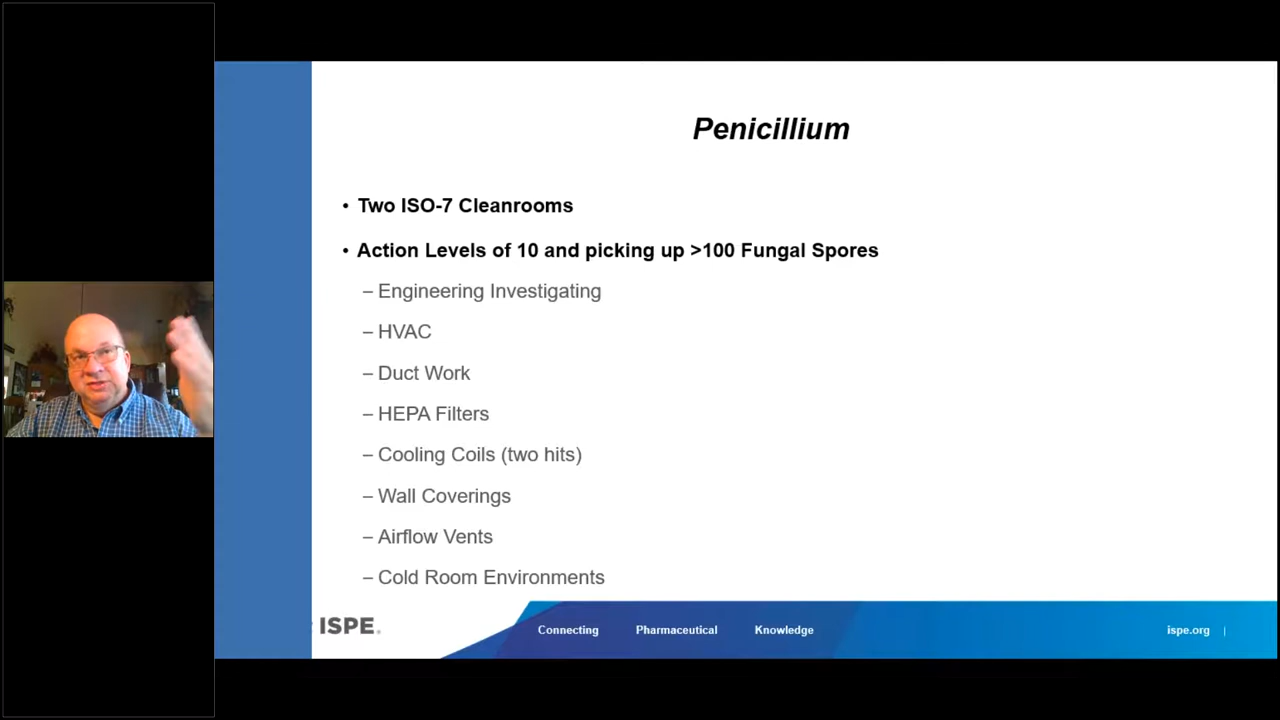 Penicillium
• Two ISO-7 Cleanrooms
• Action Levels of 10 and picking up >100 Fungal Spores
– Engineering Investigating
– HVAC
– Duct Work
– HEPA Filters
– Cooling Coils (two hits)
– Wall Coverings
– Airflow Vents
– Cold Room Environments
ISPE.
Connecting Pharmaceutical Knowledge
ispe.org |